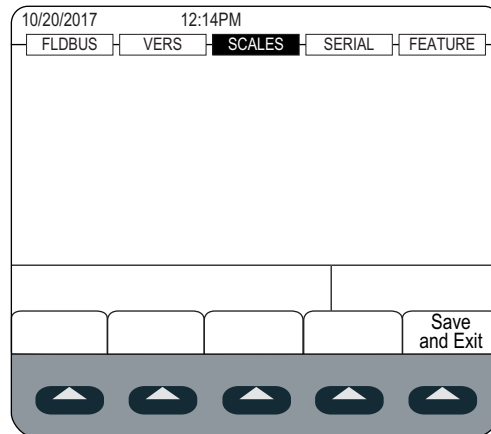 10/20/2017 12:14PM
FLDBUS VERS SCALES SERIAL FEATURE
Save
and Exit